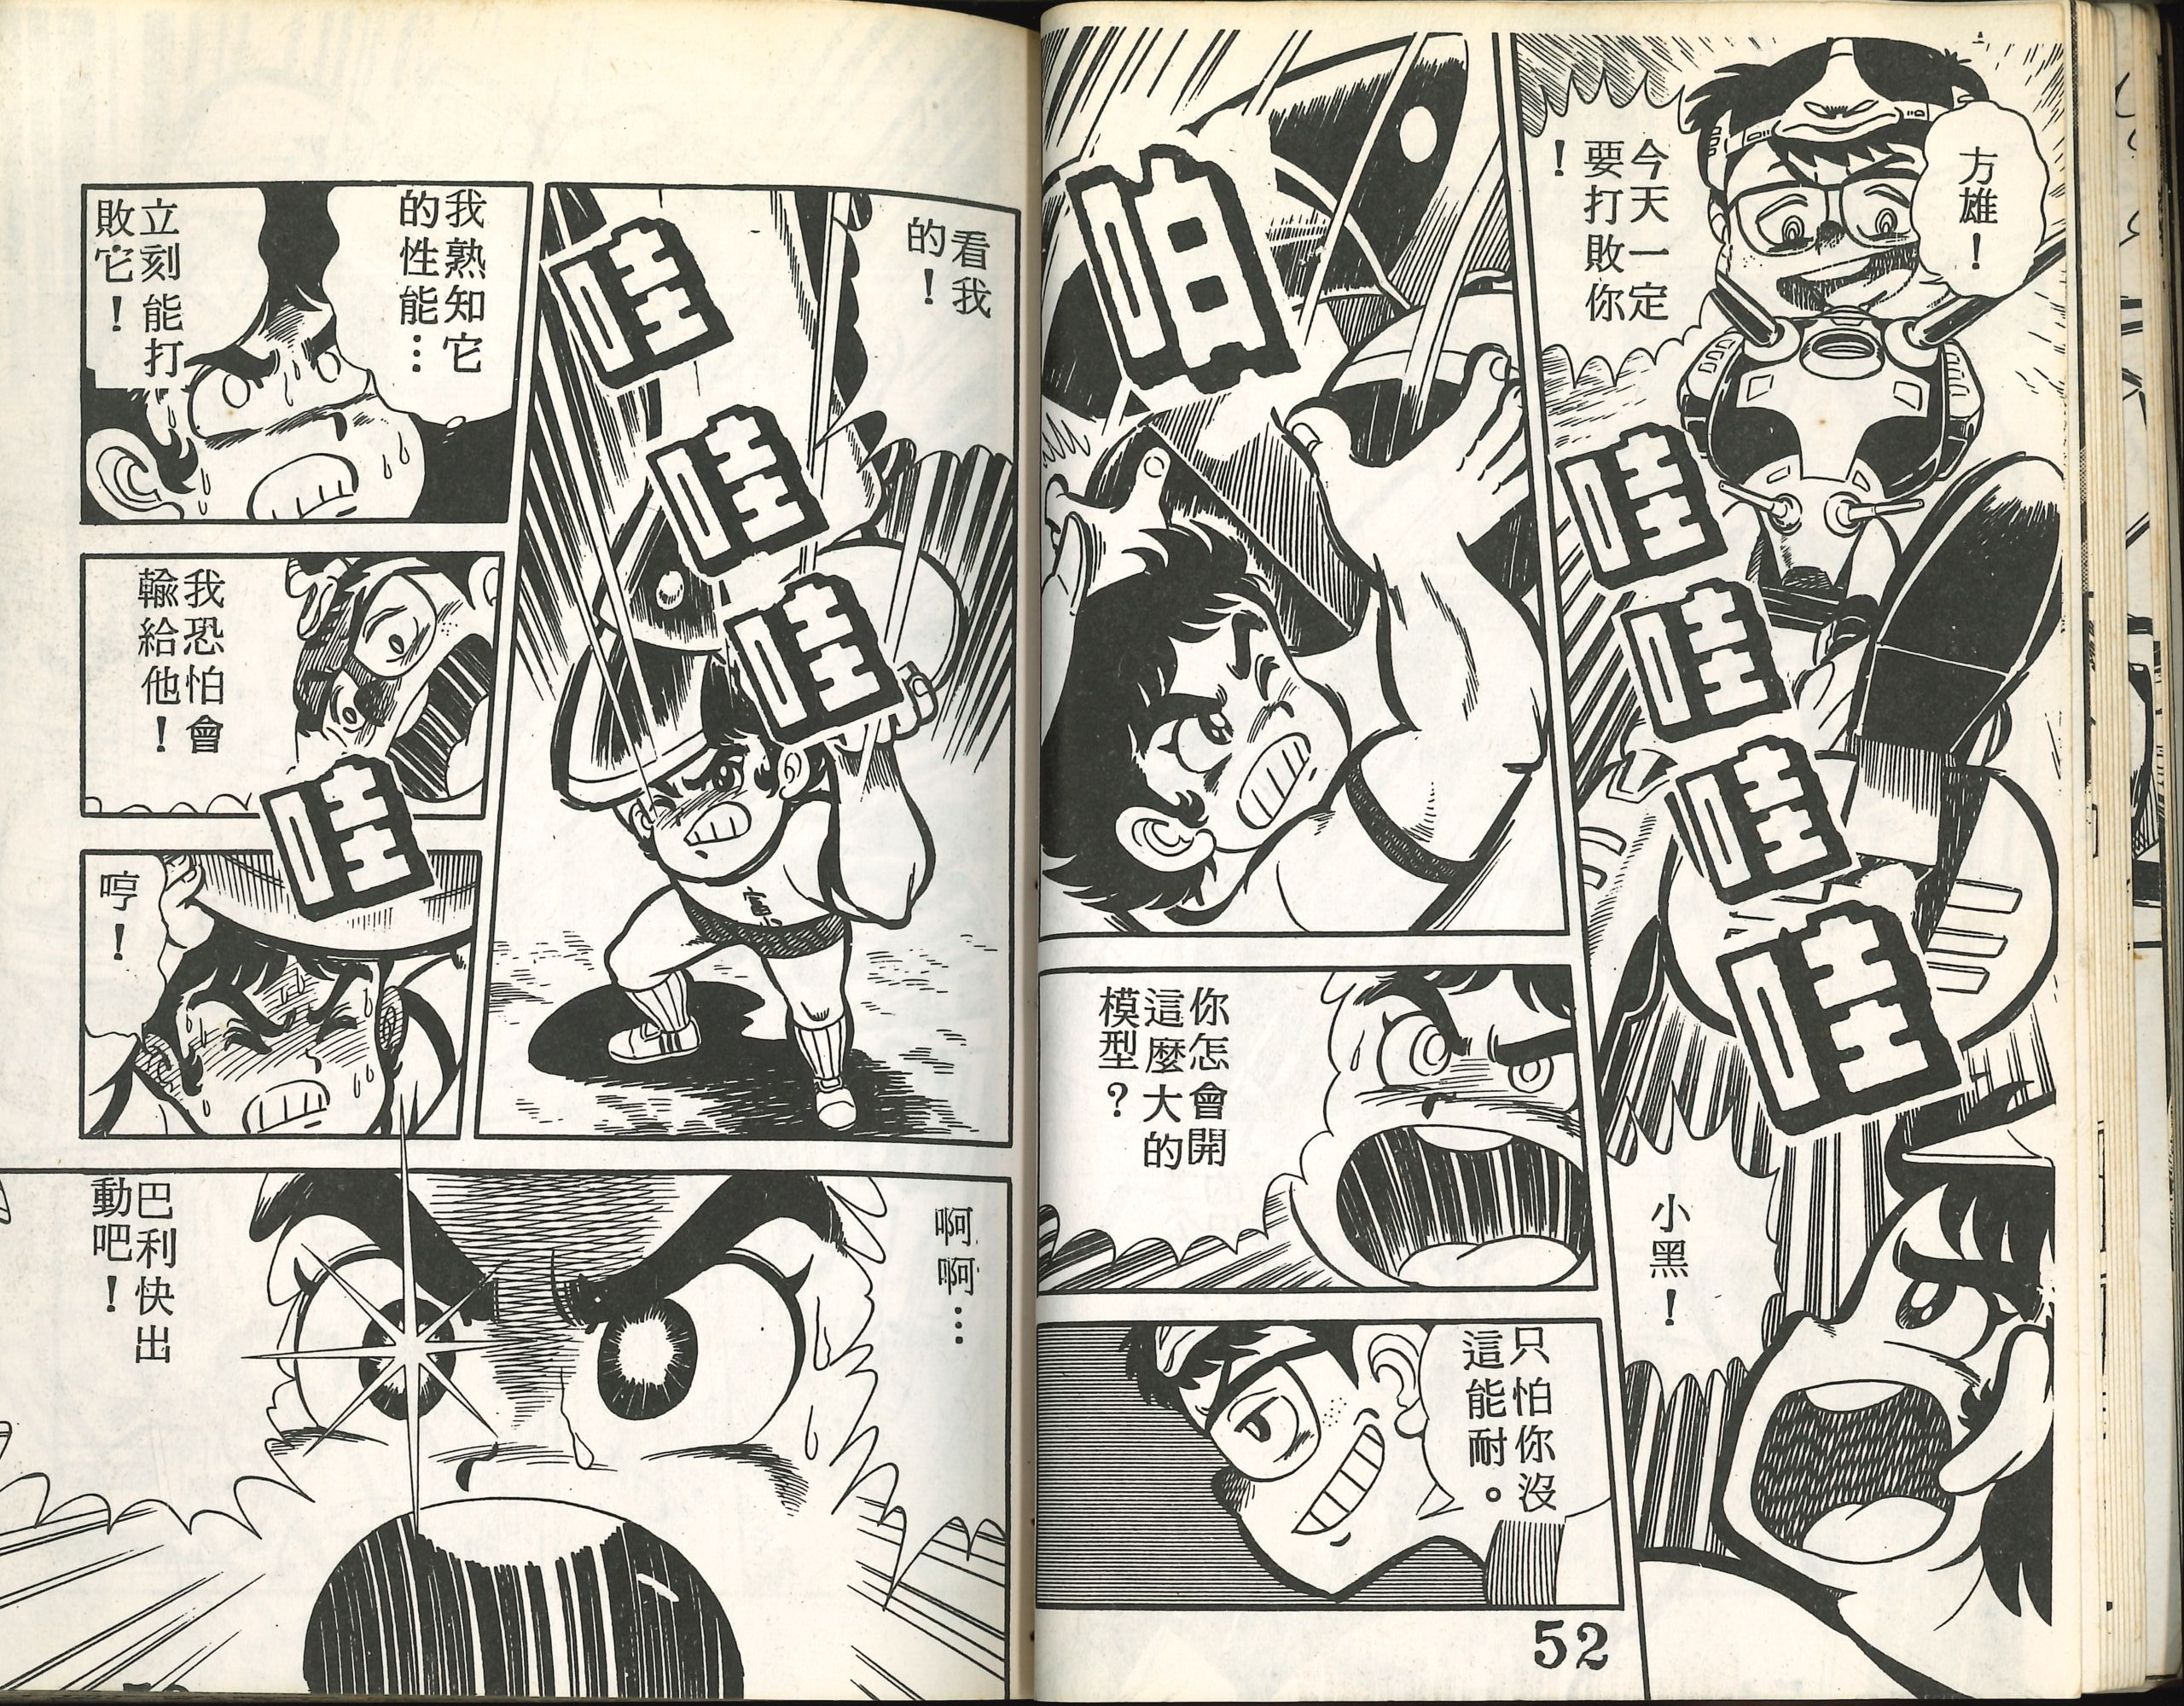 方雄！
今天一定
要打敗你
！
哇
哇
哇
哇
小黑！
啪
你怎會開
這麼大的
模型？
只怕你沒
這能耐。
52
看我
的！
哇
哇
哇
我熟知它
的性能…
立刻能打
敗它！
我恐怕會
輸給他！
哇
哼！
啊啊…
巴利快出
動吧！